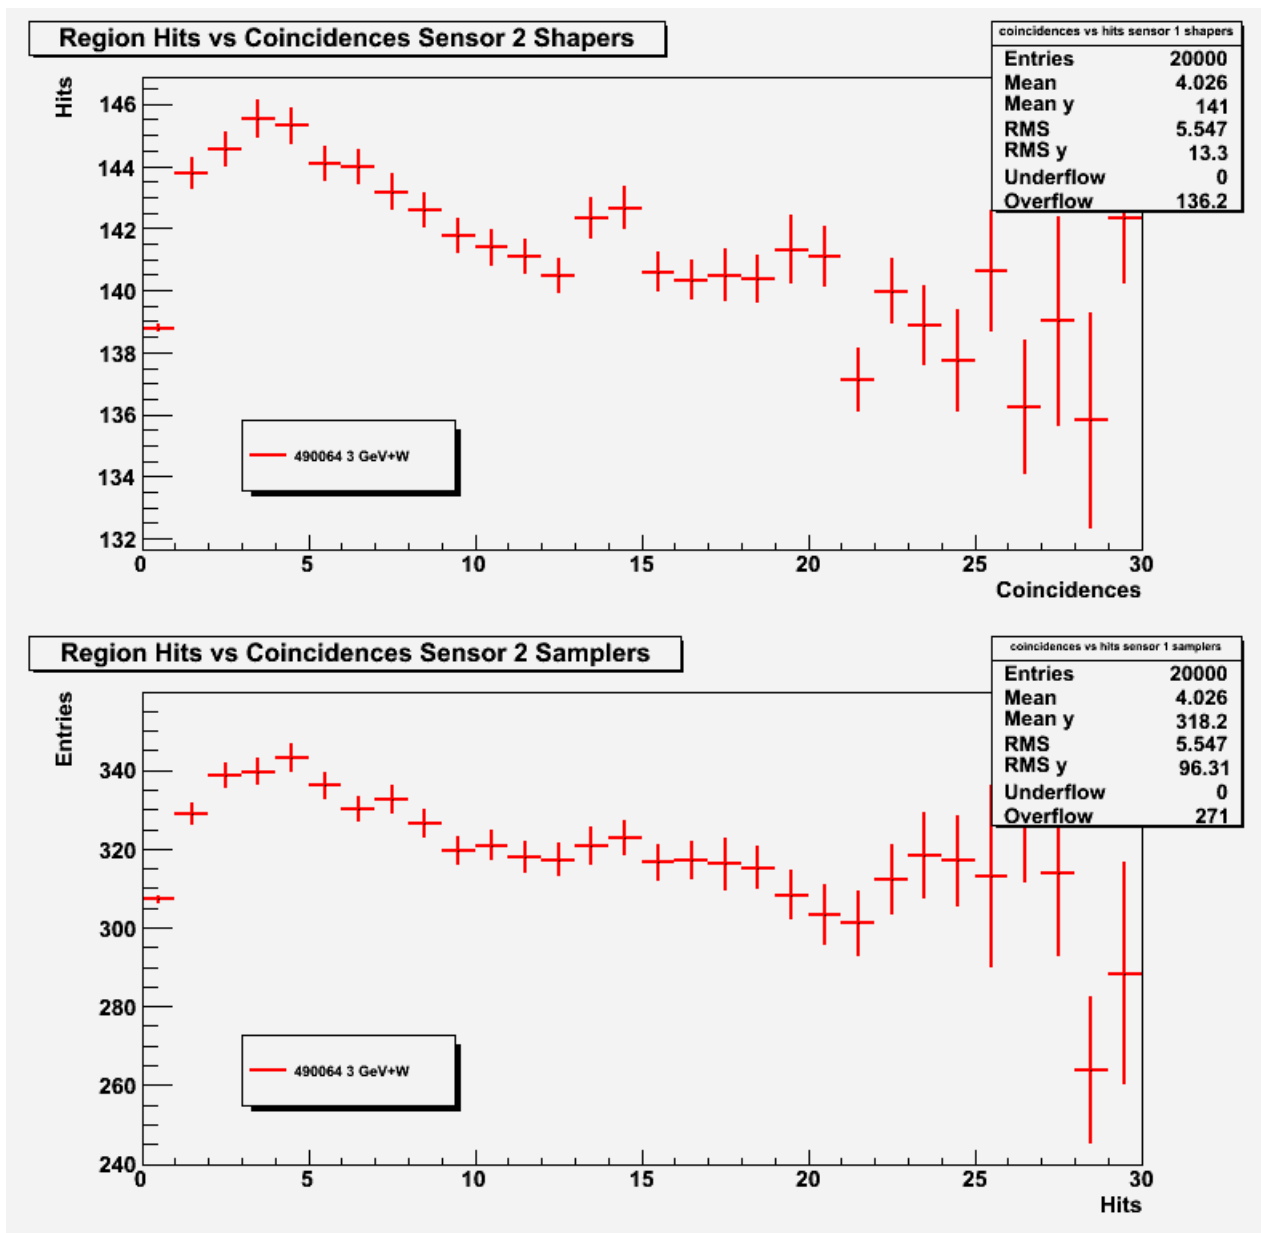 Region Hits vs Coincidences Sensor 2 Shapers
coincidences vs hits sensor 1 shapers
Entries 20000
Mean 4.026
Mean y 141
RMS 5.547
RMS y 13.3
Underflow 0
Overflow 136.2
Hits
146
144
142
140
138
136
134
132
490064 3 GeV+W
0 5 10 15 20 25 30
Coincidences
Region Hits vs Coincidences Sensor 2 Samplers
coincidences vs hits sensor 1 samplers
Entries 20000
Mean 4.026
Mean y 318.2
RMS 5.547
RMS y 96.31
Underflow 0
Overflow 271
Entries
340
320
300
280
260
240
490064 3 GeV+W
0 5 10 15 20 25 30
Hits